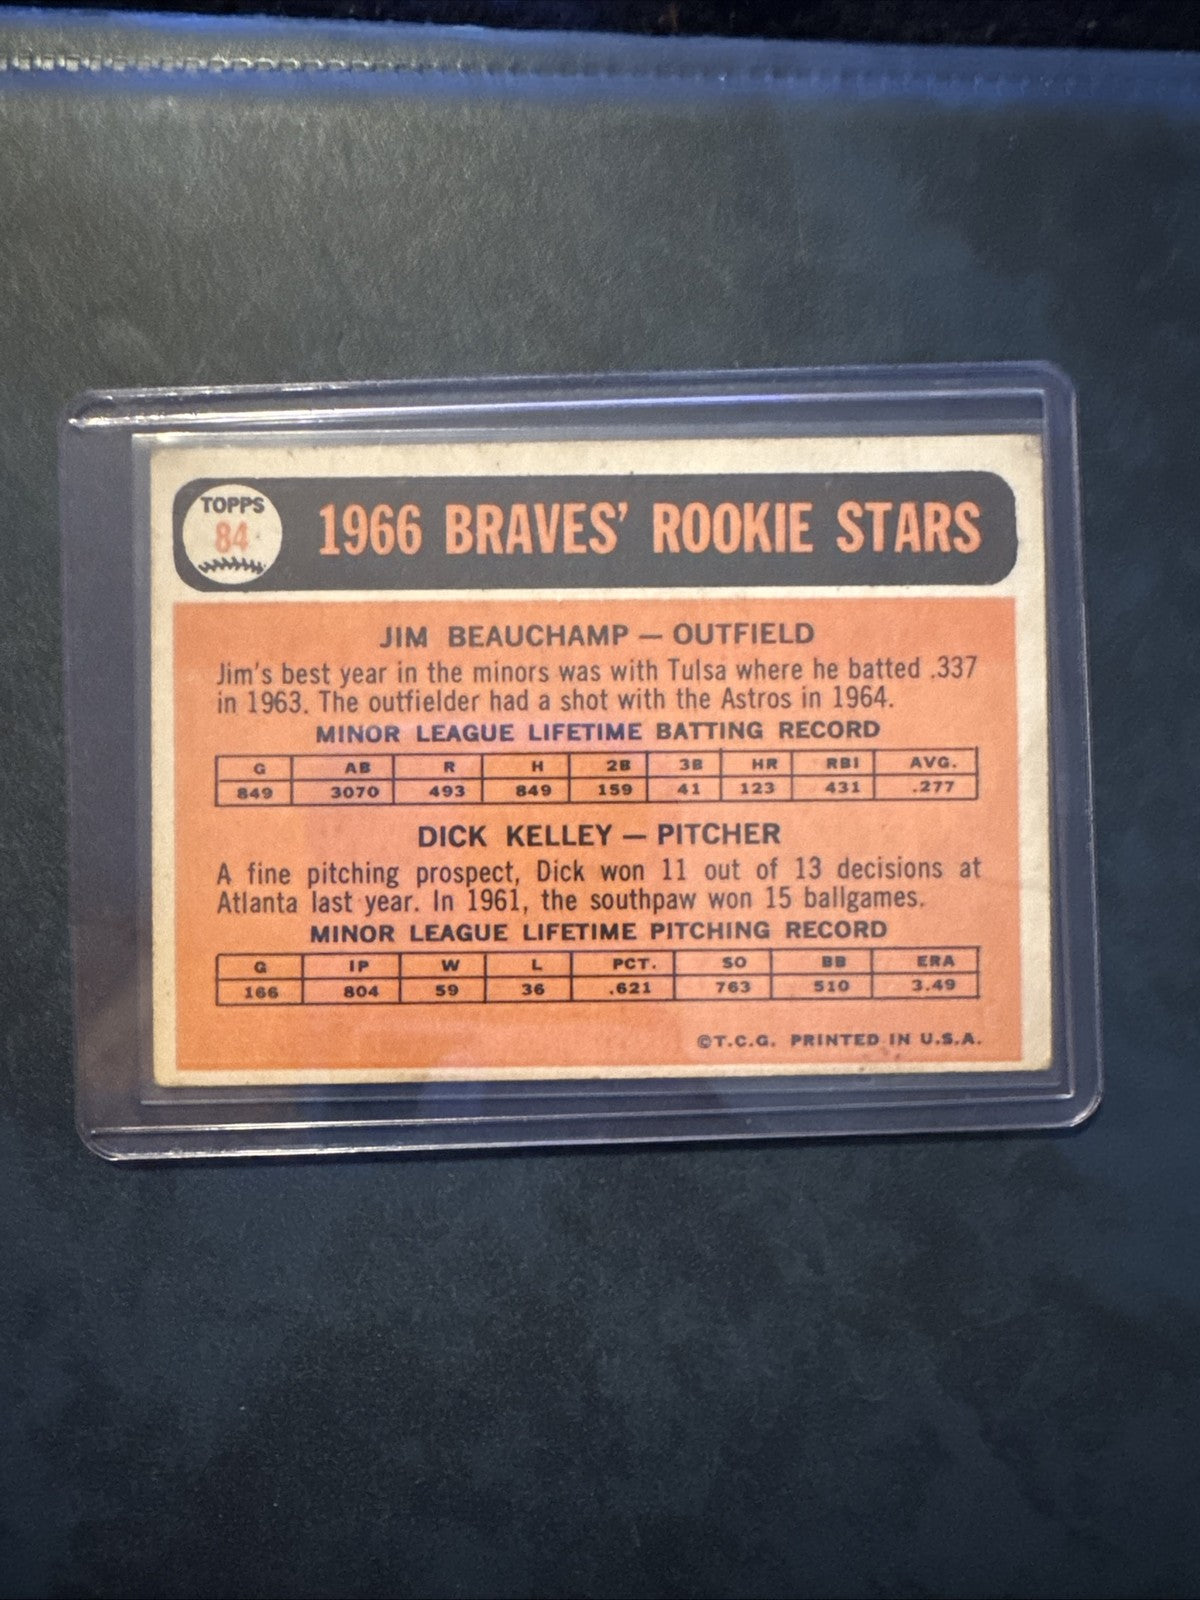 TOPPS
84
1966 BRAVES' ROOKIE STARS
JIM BEAUCHAMP — OUTFIELD
Jim's best year in the minors was with Tulsa where he batted .337
in 1963. The outfielder had a shot with the Astros in 1964.
MINOR LEAGUE LIFETIME BATTING RECORD
G AB R H 2B 3B HR RBI AVG.
849 3070 493 849 159 41 123 431 .277
DICK KELLEY — PITCHER
A fine pitching prospect, Dick won 11 out of 13 decisions at
Atlanta last year. In 1961, the southpaw won 15 ballgames.
MINOR LEAGUE LIFETIME PITCHING RECORD
G IP W L PCT. SO BB ERA
166 804 59 36 .621 763 510 3.49
©T.C.G. PRINTED IN U.S.A.